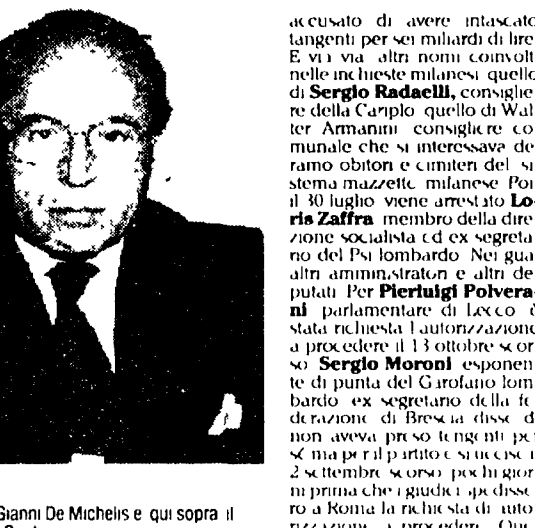 accusato di avere intascato
tangenti per sei miliardi di lire
E via via altri nomi coinvolt
nelle inchieste milanesi quello
di Sergio Radaelli, consiglie
re della Cariplo quello di Wal
ter Armanini consigliere co
munale che si interessava de
ramo obitori e cimiteri del si
stema mazzette milanese Poi
il 30 luglio viene arrestato Lo-
ris Zaffra membro della dire
zione socialista ed ex segreta
rio del Psi lombardo Nei guai
altri amministratori e altri de
putati Per Pierluigi Polvera-
ni parlamentare di Lecco è
stata richiesta l autorizzazione
a procedere il 13 ottobre scor
so Sergio Moroni esponen
te di punta del Garofano lom
bardo ex segretario della fe
derazione di Brescia disse di
non aveva preso tangenti per
sé ma per il partito e si uccise il
2 settembre scorso pochi gior
ni prima che i giudici spedisse
ro a Roma la richiesta di auto
rizzazione a procedere
Gianni De Michelis e qui sopra il